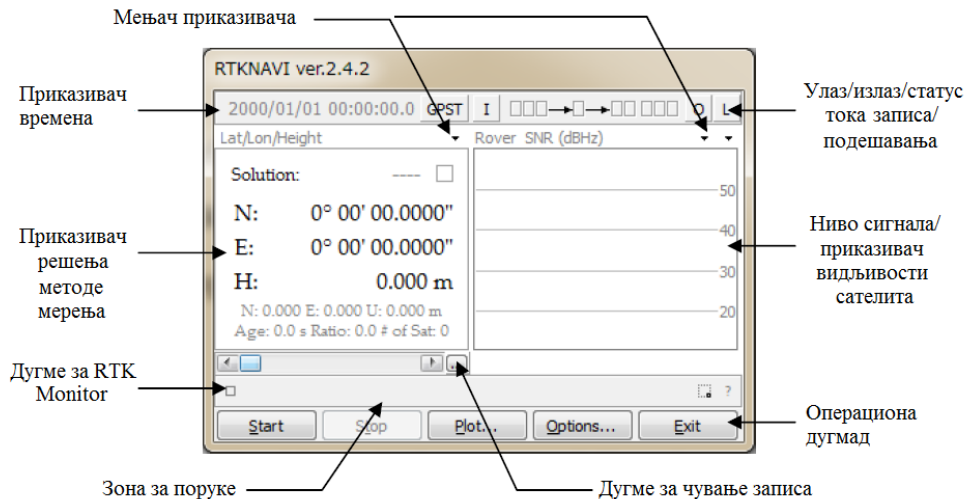 Мењач приказивача
RTKNAVI ver.2.4.2
Приказивач
времена
2000/01/01 00:00:00.0 GPST I O L
Улаз/излаз/статус
тока записа/
подешавања
Lat/Lon/Height
Rover SNR (dBHz)
Solution: ----
50
N: 0° 00' 00.0000"
40
E: 0° 00' 00.0000"
Приказивач
решења
методе
мерења
Ниво сигнала/
приказивач
видљивости
сателита
H: 0.000 m
30
N: 0.000 E: 0.000 U: 0.000 m
20
Age: 0.0 s Ratio: 0.0 # of Sat: 0
...
Дугме за RTK
Monitor
?
Start Stop Plot... Options... Exit
Операциона
дугмад
Зона за поруке
Дугме за чување записа